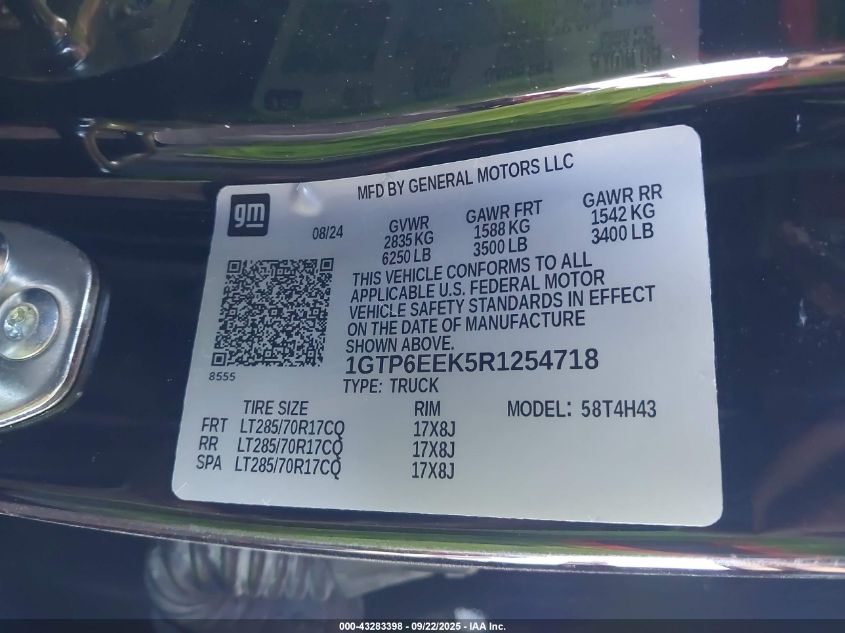 MFD BY GENERAL MOTORS LLC
gm
08/24
GVWR
2835 KG
6250 LB
GAWR FRT
1588 KG
3500 LB
GAWR RR
1542 KG
3400 LB
THIS VEHICLE CONFORMS TO ALL
APPLICABLE U.S. FEDERAL MOTOR
VEHICLE SAFETY STANDARDS IN EFFECT
ON THE DATE OF MANUFACTURE
SHOWN ABOVE.
8555
1GTP6EEK5R1254718
TYPE: TRUCK
TIRE SIZE RIM MODEL: 58T4H43
FRT LT285/70R17CQ 17X8J
RR LT285/70R17CQ 17X8J
SPA LT285/70R17CQ 17X8J
000-43283398 - 09/22/2025 - IAA Inc.